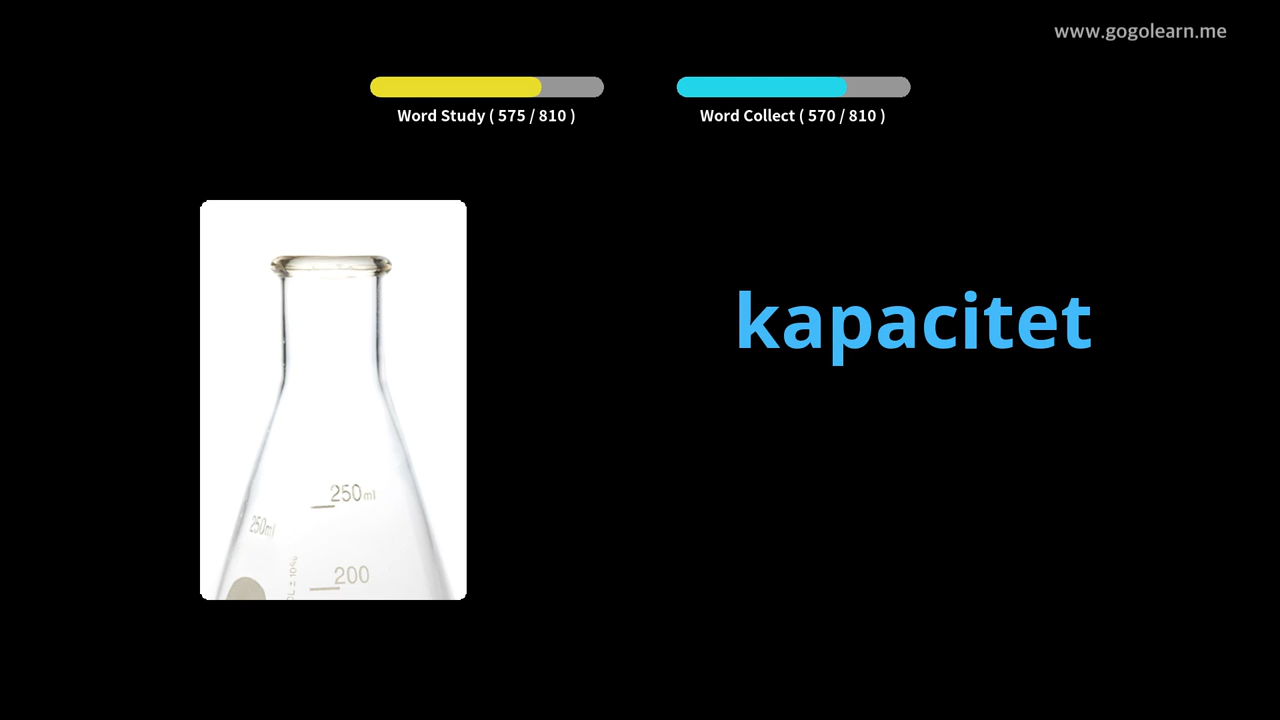 www.gogolearn.me
Word Study ( 575 / 810 )
Word Collect ( 570 / 810 )
kapacitet
250ml
250ml
200